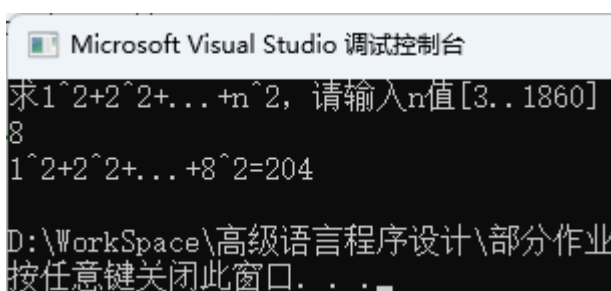 Microsoft Visual Studio 调试控制台
求1^2+2^2+...+n^2, 请输入n值[3..1860]
8
1^2+2^2+...+8^2=204
D:\WorkSpace\高级语言程序设计\部分作业
按任意键关闭此窗口. . .